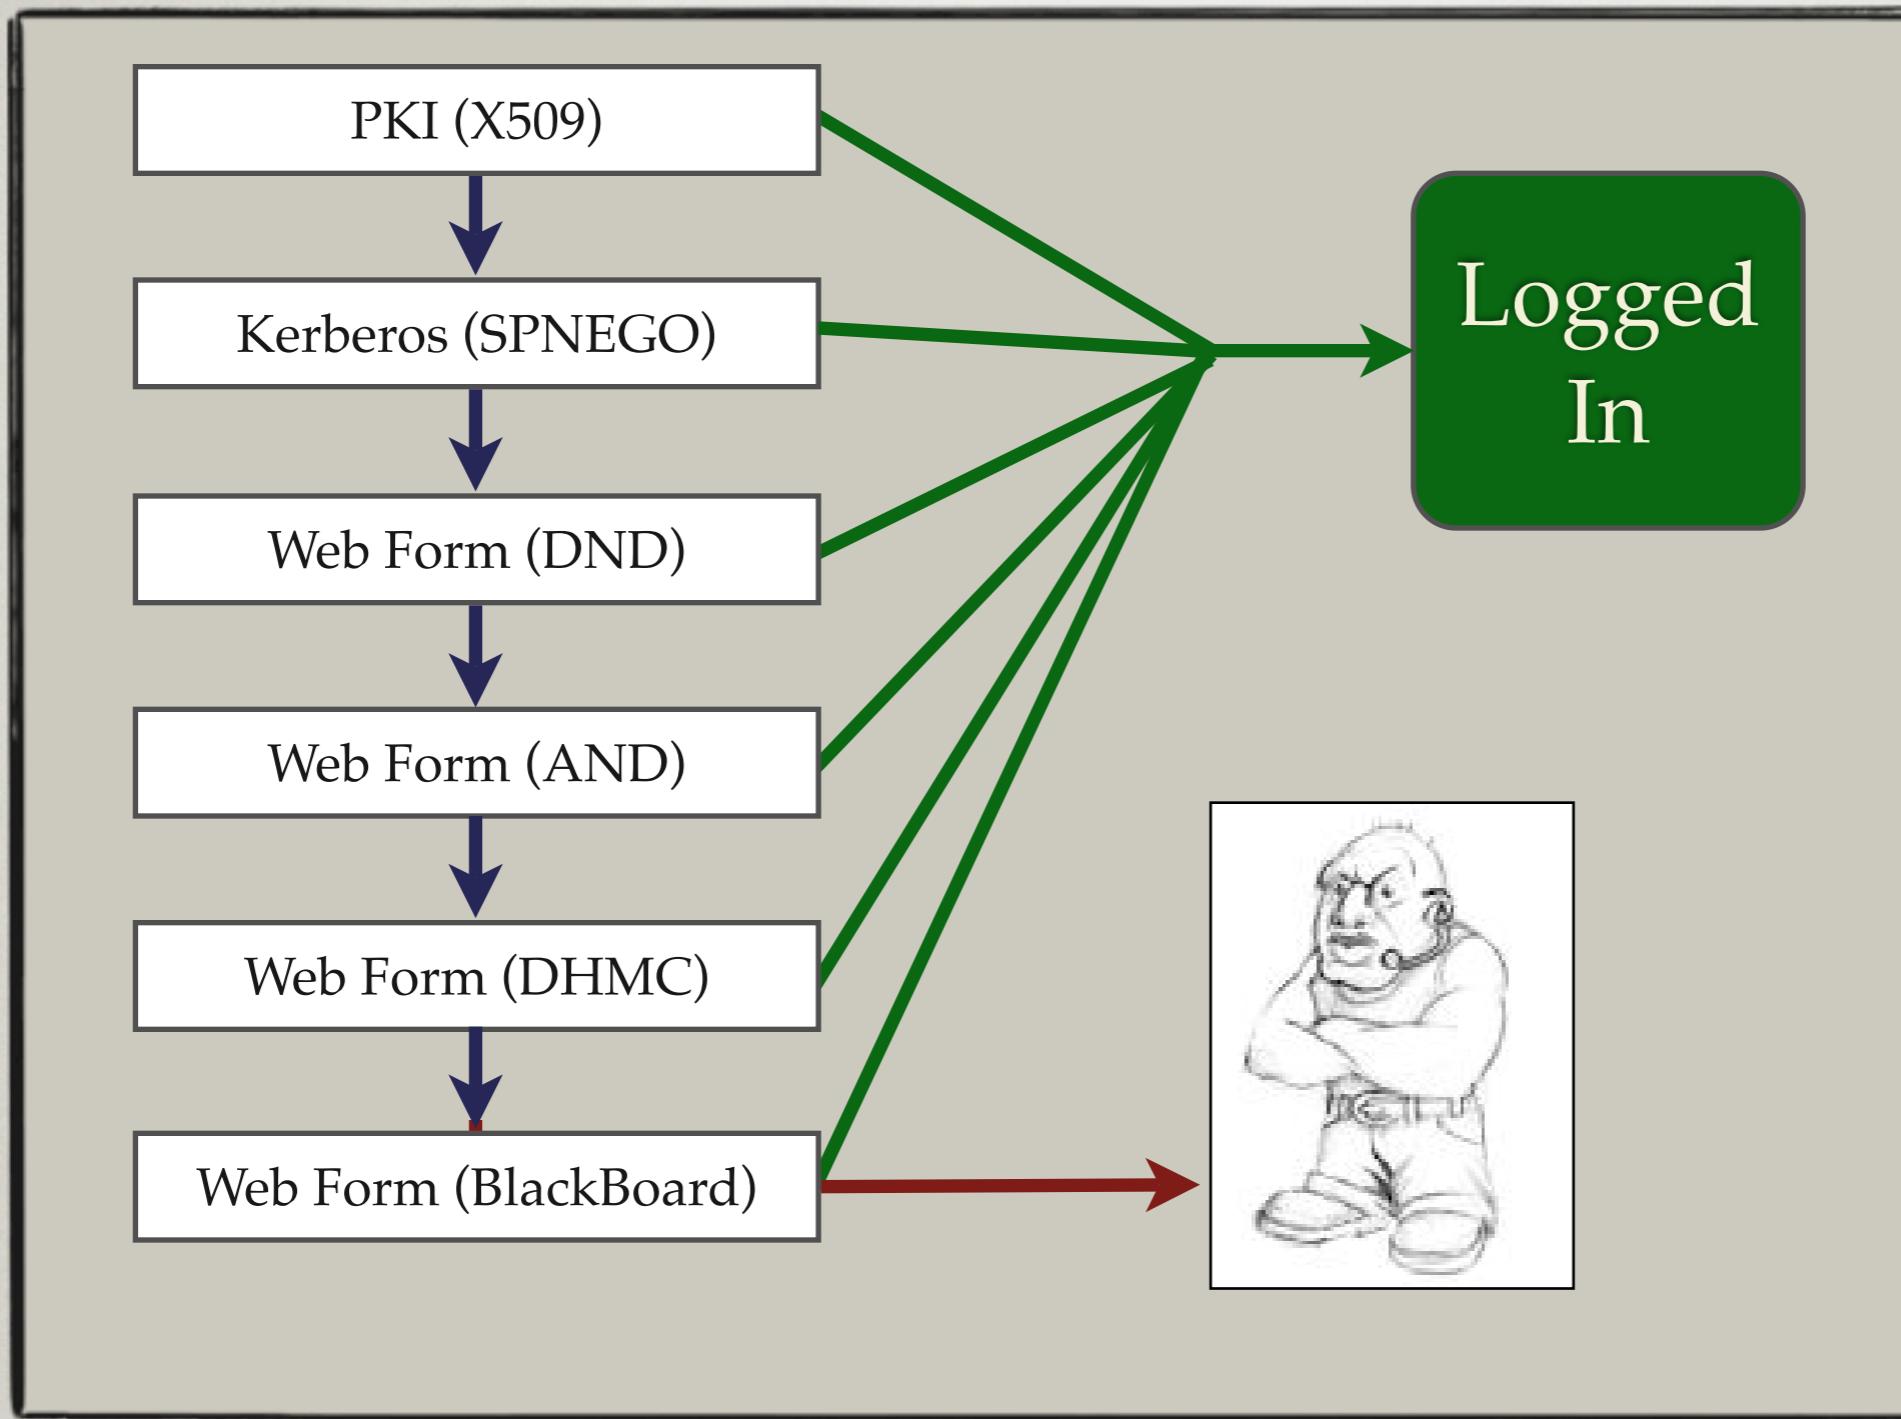 PKI (X509)
Kerberos (SPNEGO)
Web Form (DND)
Web Form (AND)
Web Form (DHMC)
Web Form (BlackBoard)
Logged
In